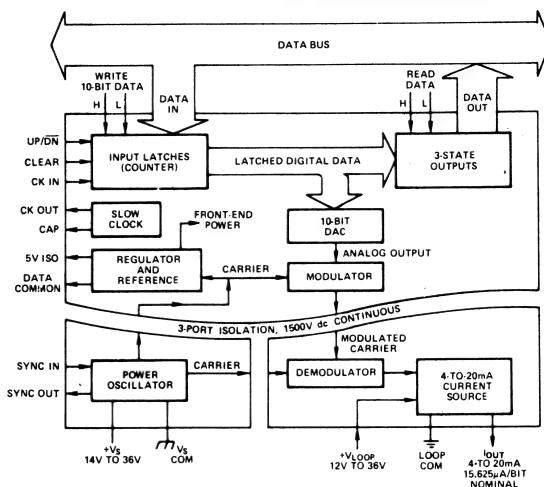 DATA BUS
WRITE
10-BIT DATA
H
L
DATA
IN
READ
DATA
H
L
DATA
OUT
UP/D̅N̅
CLEAR
CK IN
INPUT LATCHES
(COUNTER)
LATCHED DIGITAL DATA
3-STATE
OUTPUTS
CK OUT
CAP
SLOW
CLOCK
FRONT-END
POWER
10-BIT
DAC
ANALOG OUTPUT
5V ISO
DATA
COMMON
REGULATOR
AND
REFERENCE
CARRIER
MODULATOR
3-PORT ISOLATION, 1500V dc CONTINUOUS
MODULATED
CARRIER
SYNC IN
SYNC OUT
POWER
OSCILLATOR
CARRIER
DEMODULATOR
4-TO-20mA
CURRENT
SOURCE
+VS
14V TO 36V
VS
COM
+VLOOP
12V TO 36V
LOOP
COM
IOUT
4-TO 20mA
15.625µA/BIT
NOMINAL